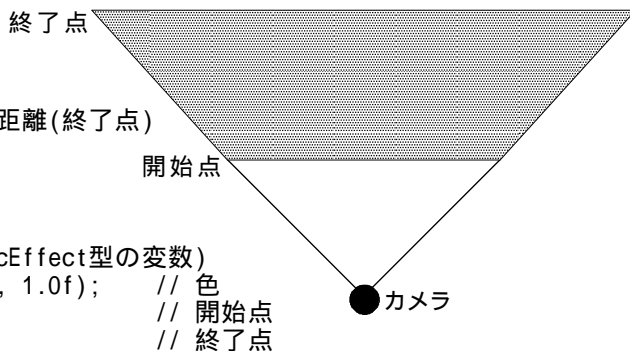 終了点
距離(終了点)
開始点
cEffect型の変数)
, 1.0f);    // 色
カメラ
// 開始点
// 終了点